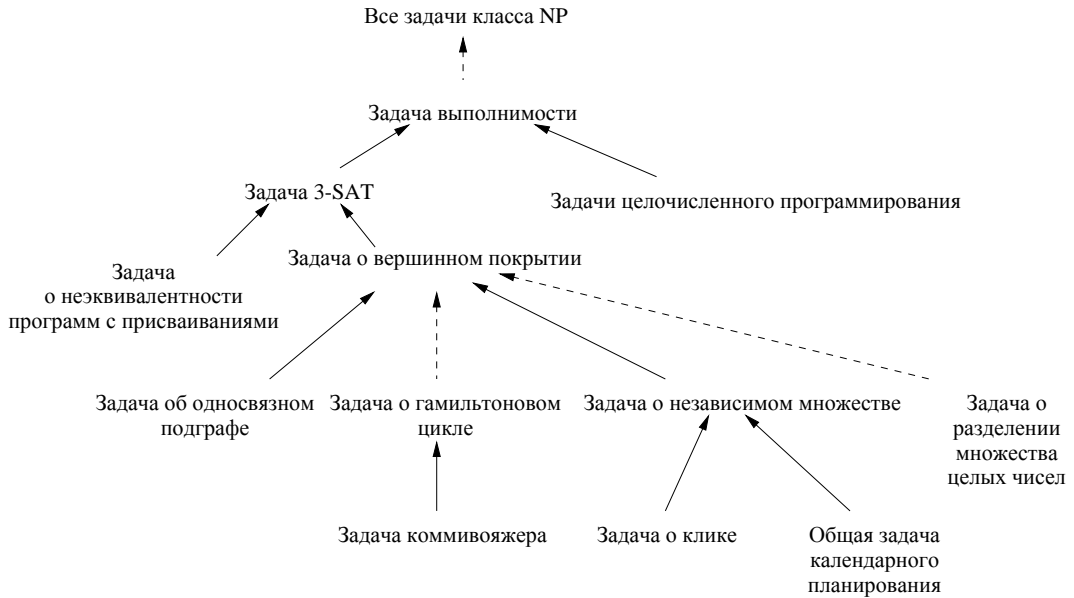 Все задачи класса NP
Задача выполнимости
Задача 3-SAT
Задачи целочисленного программирования
Задача о вершинном покрытии
Задача
о неэквивалентности
программ с присваиваниями
Задача об односвязном
подграфе
Задача о гамильтоновом
цикле
Задача о независимом множестве
Задача о
разделении
множества
целых чисел
Задача коммивояжера
Задача о клике
Общая задача
календарного
планирования